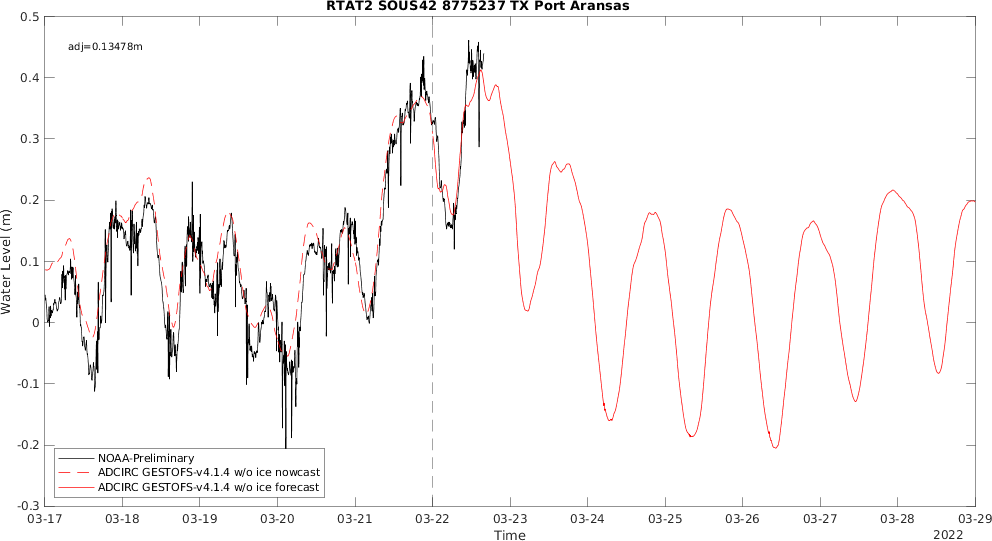 RTAT2 SOUS42 8775237 TX Port Aransas
adj=0.13478m
0.5
0.4
0.3
0.2
0.1
0
-0.1
-0.2
-0.3
Water Level (m)
NOAA-Preliminary
ADCIRC GESTOFS-v4.1.4 w/o ice nowcast
ADCIRC GESTOFS-v4.1.4 w/o ice forecast
03-17 03-18 03-19 03-20 03-21 03-22 03-23 03-24 03-25 03-26 03-27 03-28 03-29
Time
2022